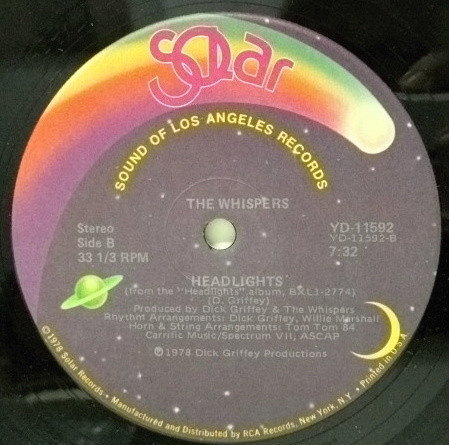 SOLAR
SOUND OF LOS ANGELES RECORDS
THE WHISPERS
Stereo
Side B
33 1/3 RPM
YD-11592
YD-11592-B
7:32
HEADLIGHTS
(from the "Headlights" album, BXL1-2774)
(D. Griffey)
Produced by Dick Griffey & The Whispers
Rhythm Arrangements: Dick Griffey, Willie Marshall
Horn & String Arrangements: Tom Tom 84
Cerrific Music/Spectrum VII, ASCAP
℗1978 Dick Griffey Productions
©1978 Solar Records • Manufactured and Distributed by RCA Records, New York, N.Y. • Printed in U.S.A.